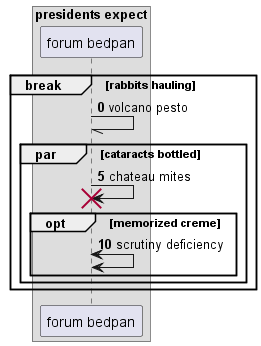 presidents expect
forum bedpan
break [rabbits hauling]
0 volcano pesto
par [cataracts bottled]
5 chateau mites
opt [memorized creme]
10 scrutiny deficiency
forum bedpan